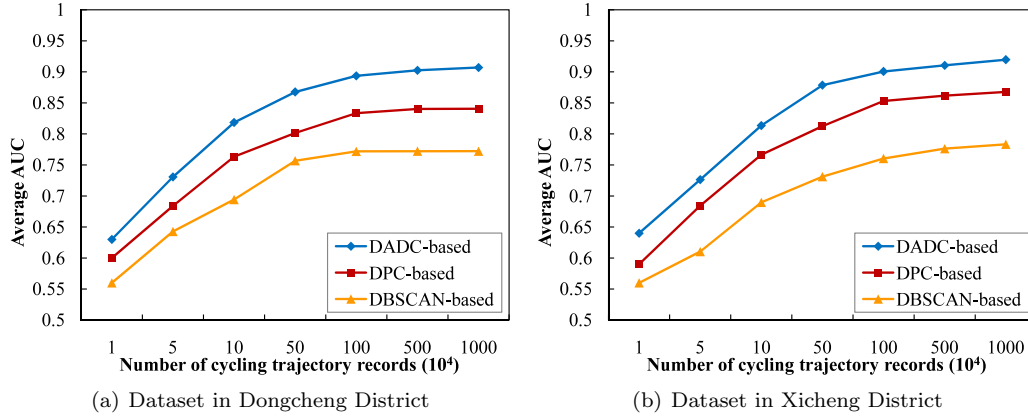 1
0.95
0.9
0.85
0.8
0.75
0.7
0.65
0.6
0.55
0.5
Average AUC
DADC-based
DPC-based
DBSCAN-based
1 5 10 50 100 500 1000
Number of cycling trajectory records (10⁴)
(a) Dataset in Dongcheng District
1
0.95
0.9
0.85
0.8
0.75
0.7
0.65
0.6
0.55
0.5
Average AUC
DADC-based
DPC-based
DBSCAN-based
1 5 10 50 100 500 1000
Number of cycling trajectory records (10⁴)
(b) Dataset in Xicheng District